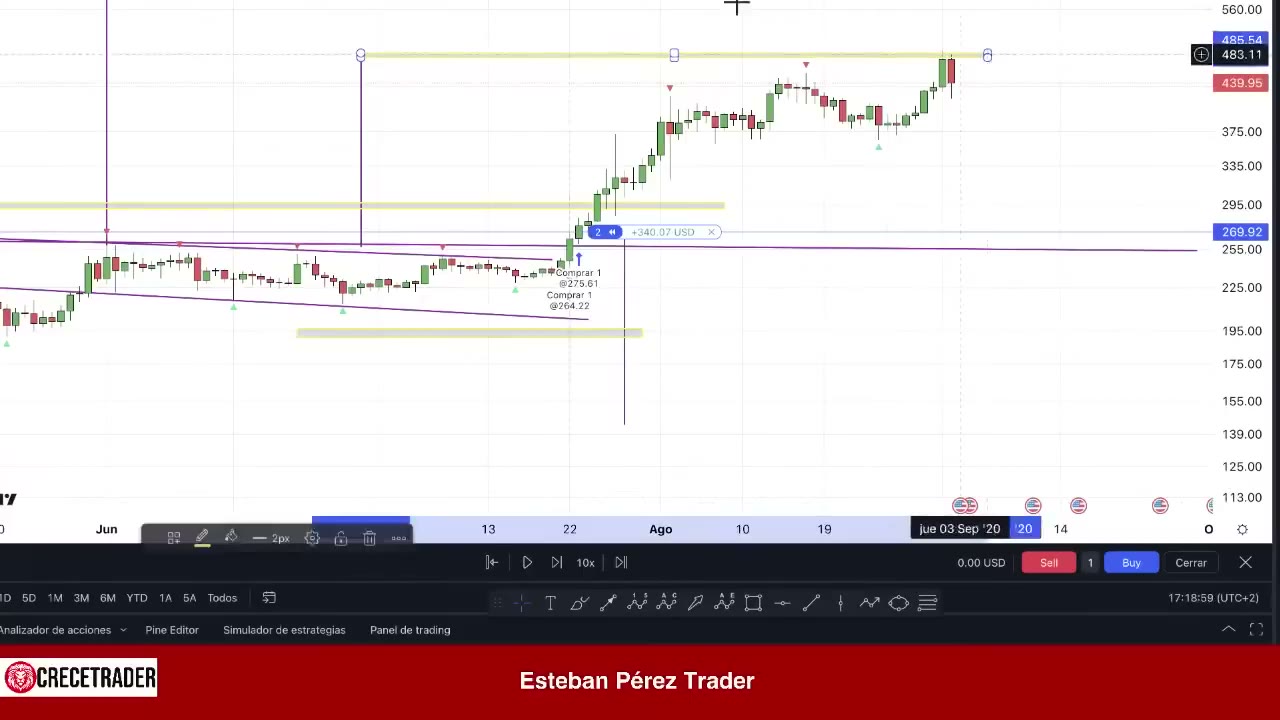 560.00
485.54
483.11
439.95
375.00
335.00
295.00
2 +340.07 USD
269.92
255.00
Comprar 1
@275.61
Comprar 1
@264.22
225.00
195.00
175.00
155.00
139.00
125.00
113.00
Jun
13
22
Ago
10
19
jue 03 Sep '20
'20
14
O
2px
10x
0.00 USD
Sell
1
Buy
Cerrar
1D 5D 1M 3M 6M YTD 1A 5A Todos
17:18:59 (UTC+2)
Analizador de acciones
Pine Editor
Simulador de estrategias
Panel de trading
CRECETRADER
Esteban Pérez Trader